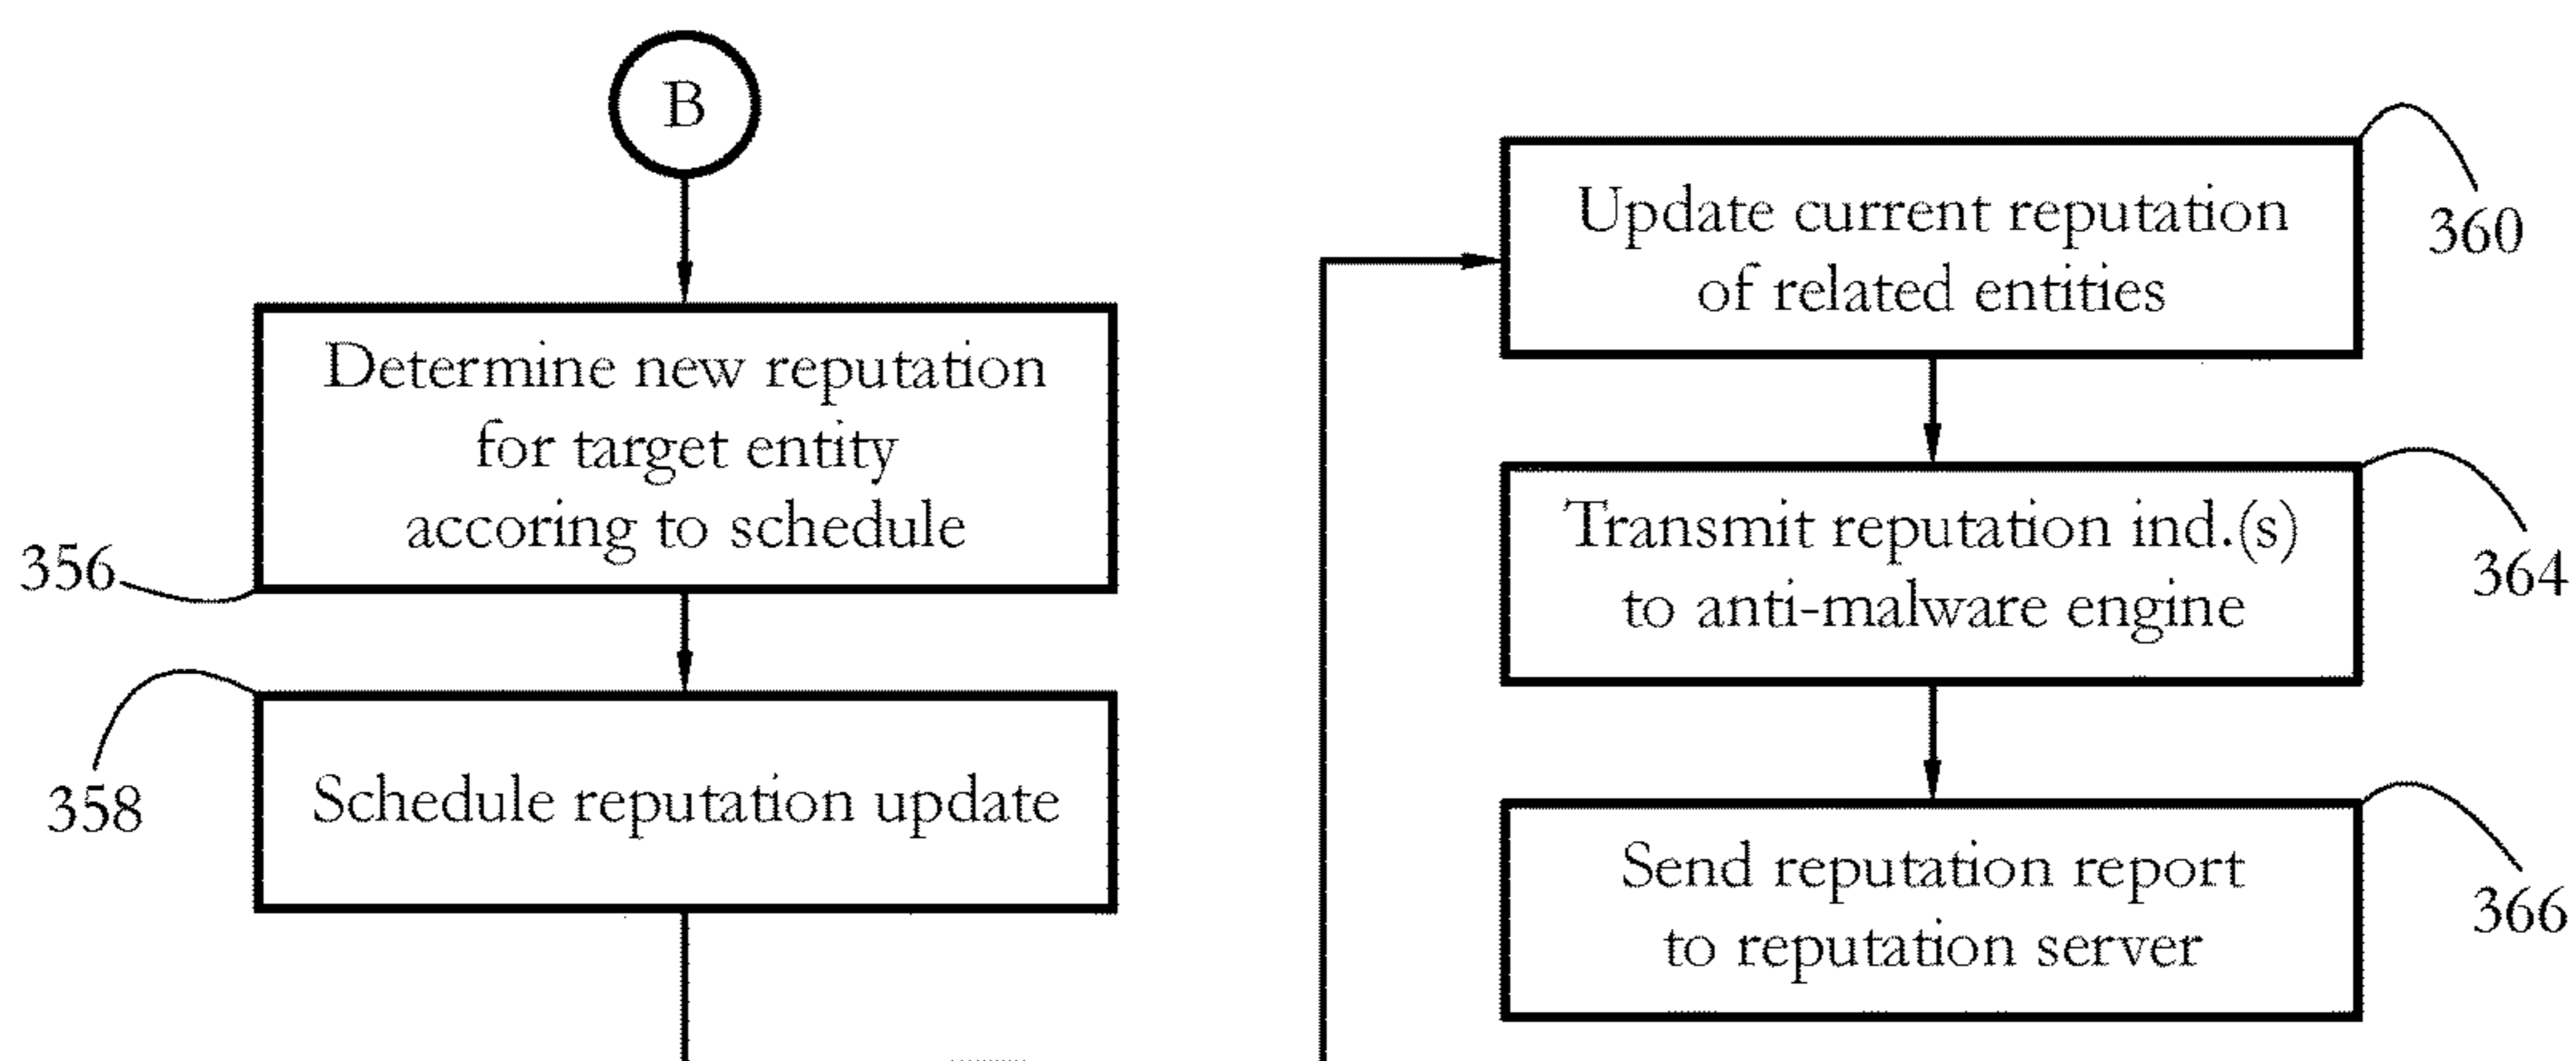 B
Determine new reputation
for target entity
accoring to schedule
356
Schedule reputation update
358
Update current reputation
of related entities
360
Transmit reputation ind.(s)
to anti-malware engine
364
Send reputation report
to reputation server
366